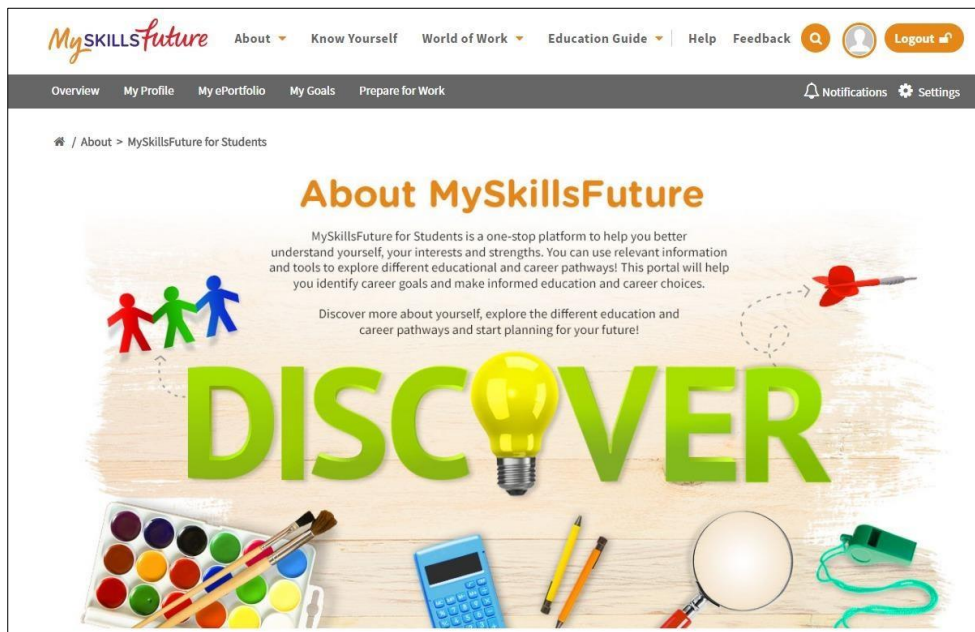 MySKILLSfuture About Know Yourself World of Work Education Guide Help Feedback Logout
Overview My Profile My ePortfolio My Goals Prepare for Work Notifications Settings
/ About > MySkillsFuture for Students
About MySkillsFuture
MySkillsFuture for Students is a one-stop platform to help you better
understand yourself, your interests and strengths. You can use relevant information
and tools to explore different educational and career pathways! This portal will help
you identify career goals and make informed education and career choices.
Discover more about yourself, explore the different education and
career pathways and start planning for your future!
DISCOVER